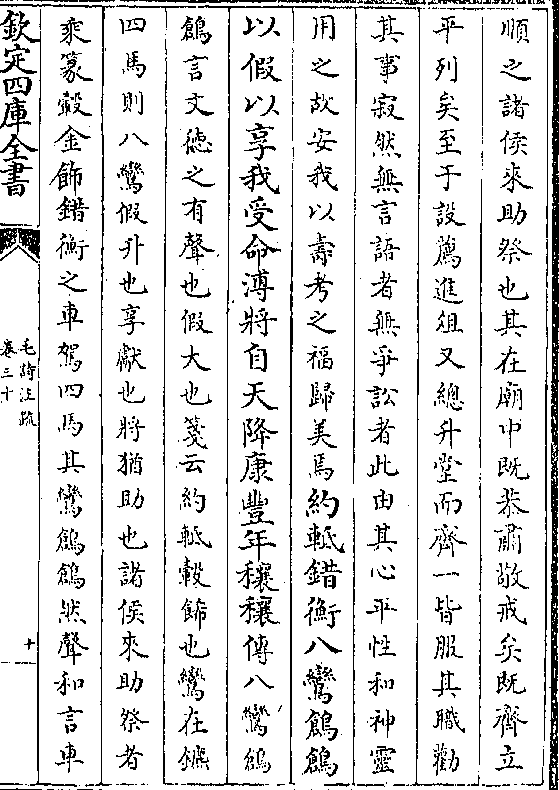 順之諸侯來助祭也其在廟中既恭肅敬戒矣既齊立
平列矣至于設薦進俎又總升堂而齊一皆服其職勸
其事寂然無言語者無爭訟者此由其心平性和神靈
用之故安我以壽考之福歸美焉約軧錯衡八鸞鶬鶬
以假以享我受命溥將自天降康豐年穰穰傳八鸞鶬
鶬言文德之有聲也假大也箋云約軧轂飾也鸞在鑣
四馬則八鸞假升也享獻也將猶助也諸侯來助祭者
乘篆轂金飾錯衡之車駕四馬其鸞鶬鶬然聲和言車
欽定四庫全書
毛詩注疏
卷三十
十